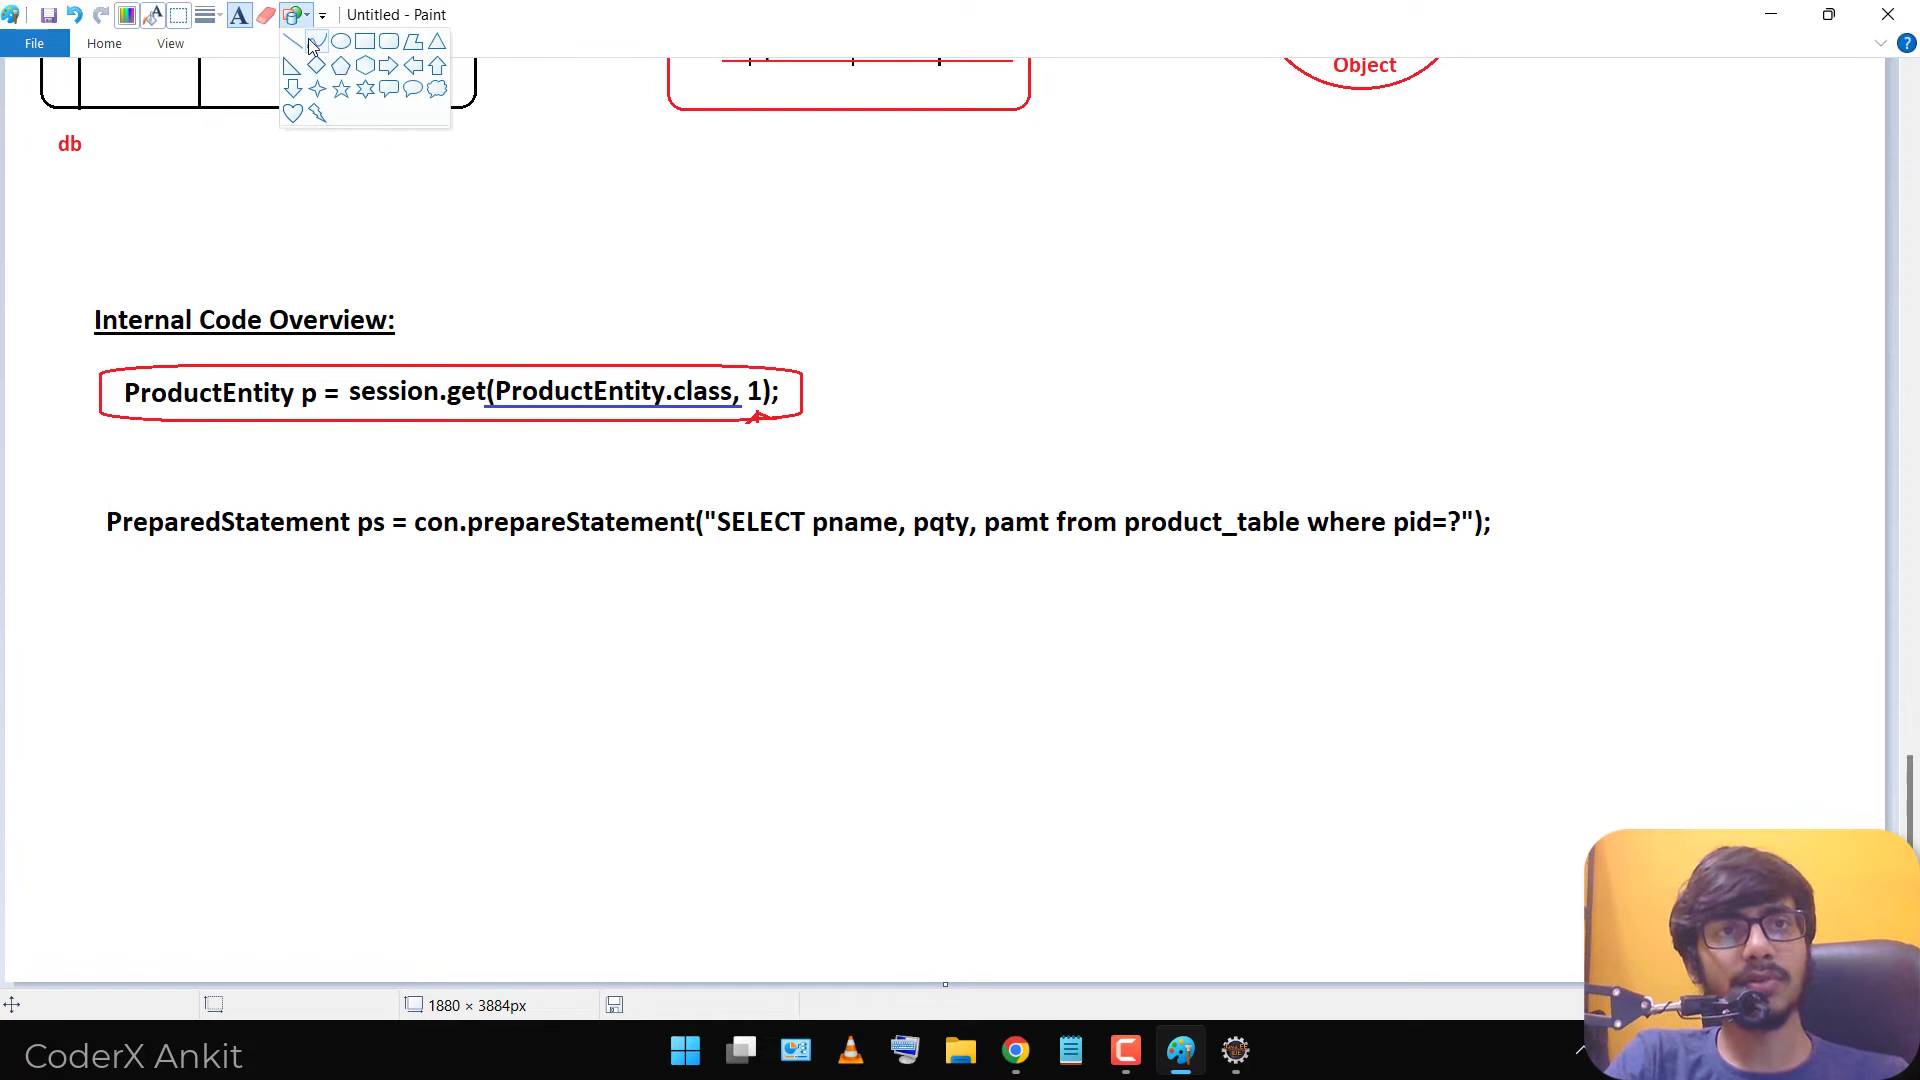 Untitled - Paint
File
Home
View
Object
db
Internal Code Overview:
ProductEntity p = session.get(ProductEntity.class, 1);
PreparedStatement ps = con.prepareStatement("SELECT pname, pqty, pamt from product_table where pid=?");
1880 × 3884px
CoderX Ankit